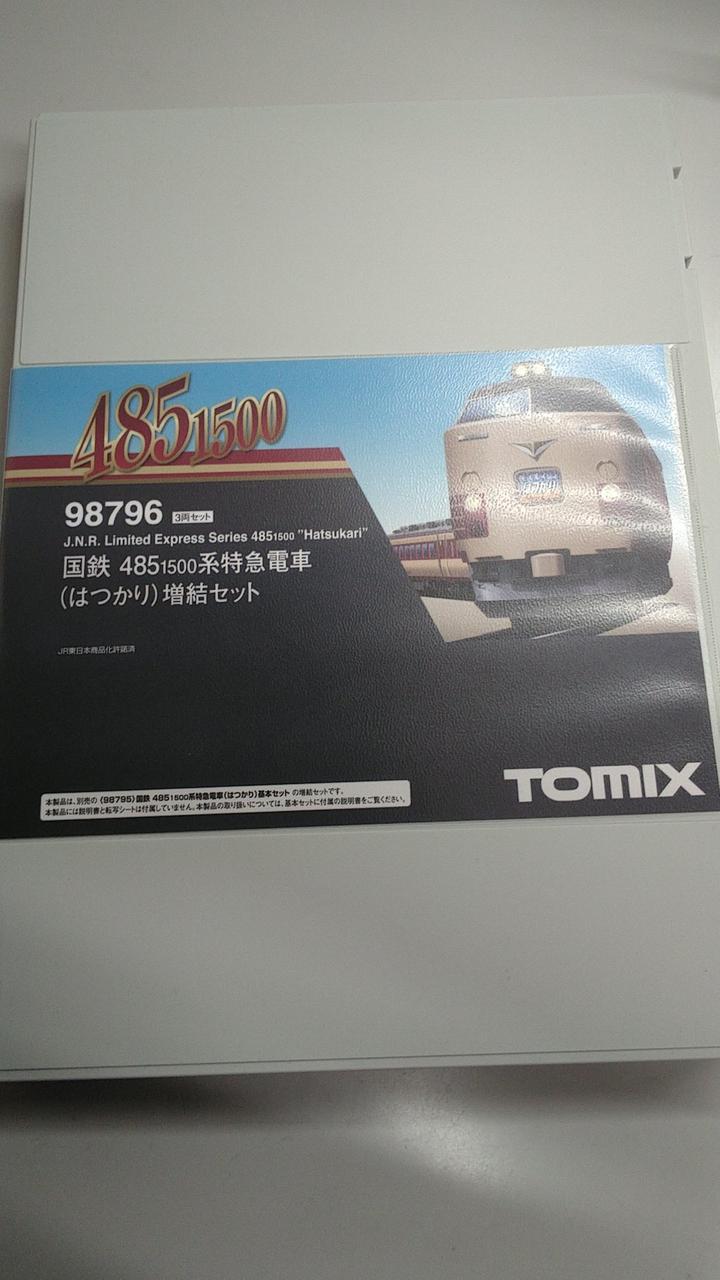 4851500
98796 3両セット
J.N.R. Limited Express Series 4851500 "Hatsukari"
国鉄 4851500系特急電車
(はつかり)増結セット
JR東日本商品化許諾済
はつかり
本製品は、別売の〈98795〉国鉄 4851500系特急電車(はつかり)基本セット の増結セットです。
本製品には説明書と転写シートは付属していません。本製品の取り扱いについては、基本セットに付属の説明書をご覧ください。
TOMIX